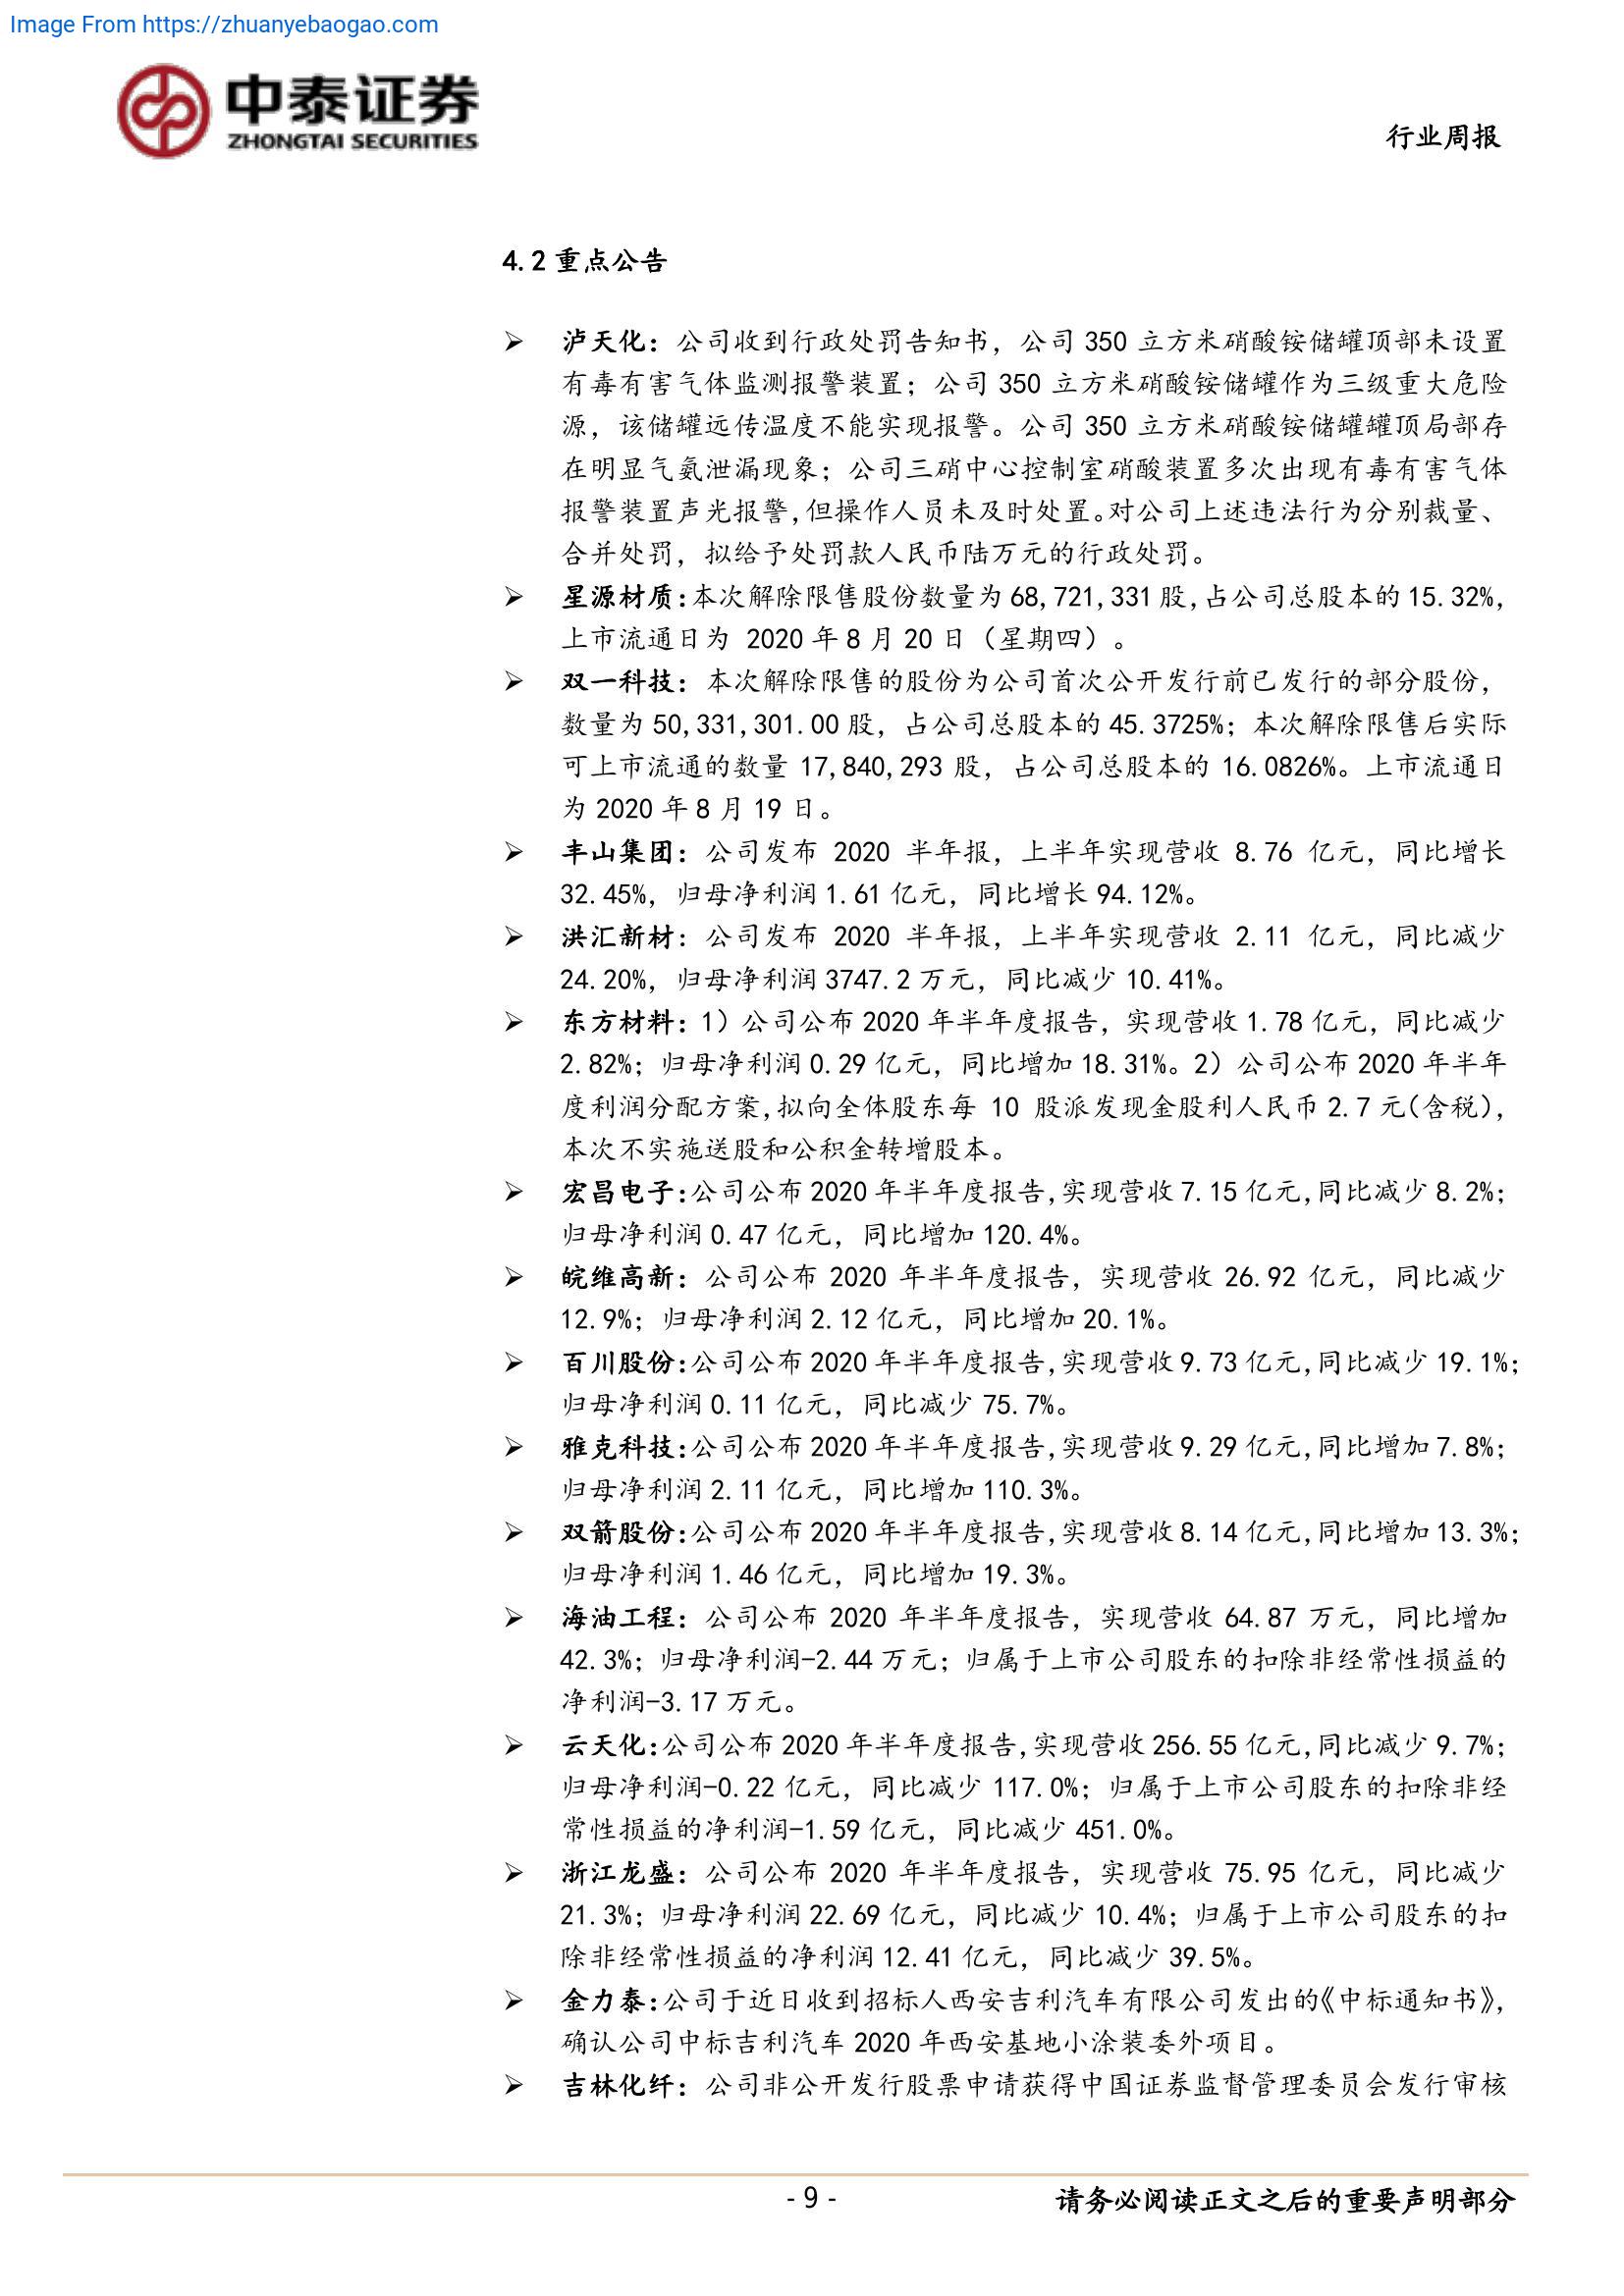 Image From https://zhuanyebaogao.com
中泰证券
ZHONGTAI SECURITIES
行业周报
4.2 重点公告
➢ 泸天化：公司收到行政处罚告知书，公司 350 立方米硝酸铵储罐顶部未设置
有毒有害气体监测报警装置；公司 350 立方米硝酸铵储罐作为三级重大危险
源，该储罐远传温度不能实现报警。公司 350 立方米硝酸铵储罐罐顶局部存
在明显气氨泄漏现象；公司三硝中心控制室硝酸装置多次出现有毒有害气体
报警装置声光报警，但操作人员未及时处置。对公司上述违法行为分别裁量、
合并处罚，拟给予处罚款人民币陆万元的行政处罚。
➢ 星源材质：本次解除限售股份数量为 68,721,331 股，占公司总股本的 15.32%，
上市流通日为 2020 年 8 月 20 日（星期四）。
➢ 双一科技：本次解除限售的股份为公司首次公开发行前已发行的部分股份，
数量为 50,331,301.00 股，占公司总股本的 45.3725%；本次解除限售后实际
可上市流通的数量 17,840,293 股，占公司总股本的 16.0826%。上市流通日
为 2020 年 8 月 19 日。
➢ 丰山集团：公司发布 2020 半年报，上半年实现营收 8.76 亿元，同比增长
32.45%，归母净利润 1.61 亿元，同比增长 94.12%。
➢ 洪汇新材：公司发布 2020 半年报，上半年实现营收 2.11 亿元，同比减少
24.20%，归母净利润 3747.2 万元，同比减少 10.41%。
➢ 东方材料：1）公司公布 2020 年半年度报告，实现营收 1.78 亿元，同比减少
2.82%；归母净利润 0.29 亿元，同比增加 18.31%。2）公司公布 2020 年半年
度利润分配方案，拟向全体股东每 10 股派发现金股利人民币 2.7 元（含税），
本次不实施送股和公积金转增股本。
➢ 宏昌电子：公司公布 2020 年半年度报告，实现营收 7.15 亿元，同比减少 8.2%；
归母净利润 0.47 亿元，同比增加 120.4%。
➢ 皖维高新：公司公布 2020 年半年度报告，实现营收 26.92 亿元，同比减少
12.9%；归母净利润 2.12 亿元，同比增加 20.1%。
➢ 百川股份：公司公布 2020 年半年度报告，实现营收 9.73 亿元，同比减少 19.1%；
归母净利润 0.11 亿元，同比减少 75.7%。
➢ 雅克科技：公司公布 2020 年半年度报告，实现营收 9.29 亿元，同比增加 7.8%；
归母净利润 2.11 亿元，同比增加 110.3%。
➢ 双箭股份：公司公布 2020 年半年度报告，实现营收 8.14 亿元，同比增加 13.3%；
归母净利润 1.46 亿元，同比增加 19.3%。
➢ 海油工程：公司公布 2020 年半年度报告，实现营收 64.87 万元，同比增加
42.3%；归母净利润-2.44 万元；归属于上市公司股东的扣除非经常性损益的
净利润-3.17 万元。
➢ 云天化：公司公布 2020 年半年度报告，实现营收 256.55 亿元，同比减少 9.7%；
归母净利润-0.22 亿元，同比减少 117.0%；归属于上市公司股东的扣除非经
常性损益的净利润-1.59 亿元，同比减少 451.0%。
➢ 浙江龙盛：公司公布 2020 年半年度报告，实现营收 75.95 亿元，同比减少
21.3%；归母净利润 22.69 亿元，同比减少 10.4%；归属于上市公司股东的扣
除非经常性损益的净利润 12.41 亿元，同比减少 39.5%。
➢ 金力泰：公司于近日收到招标人西安吉利汽车有限公司发出的《中标通知书》，
确认公司中标吉利汽车 2020 年西安基地小涂装委外项目。
➢ 吉林化纤：公司非公开发行股票申请获得中国证券监督管理委员会发行审核
- 9 -
请务必阅读正文之后的重要声明部分